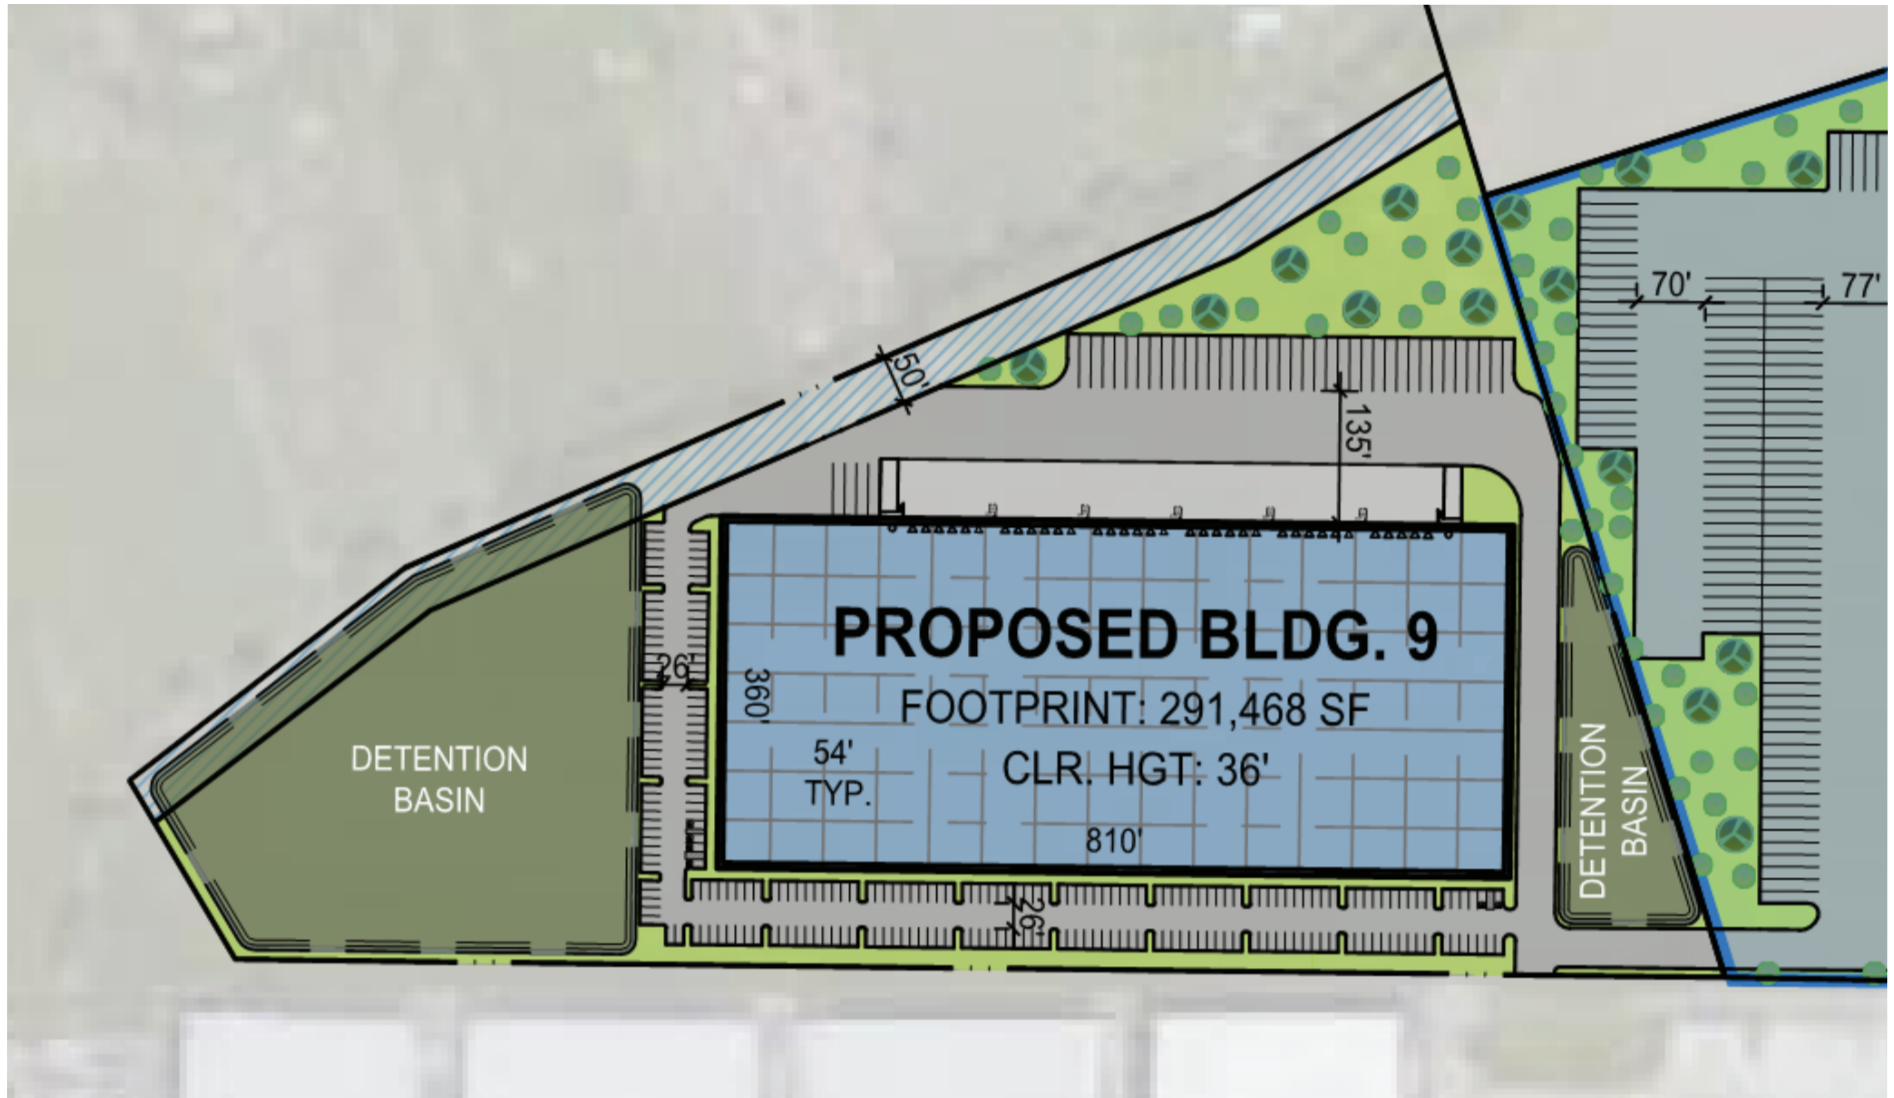 70'
77'
50'
135'
PROPOSED BLDG. 9
FOOTPRINT: 291,468 SF
CLR. HGT: 36'
360'
54'
TYP.
810'
26'
26'
DETENTION
BASIN
DETENTION
BASIN